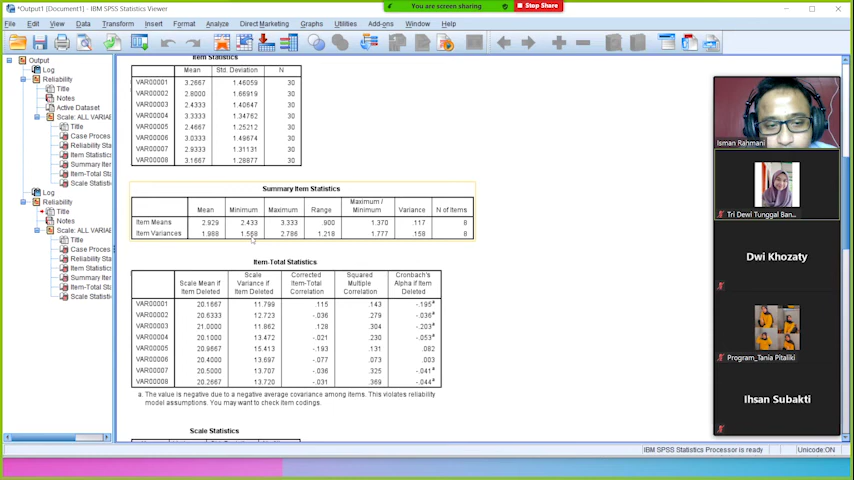 *Output1 [Document1] - IBM SPSS Statistics Viewer
You are screen sharing
Stop Share
File Edit View Data Transform Insert Format Analyze Direct Marketing Graphs Utilities Add-ons Window Help
Output
Log
Reliability
Title
Notes
Active Dataset
Scale: ALL VARIA
Title
Case Proces
Reliability Sta
Item Statistics
Summary Item
Item-Total Sta
Scale Statisti
Log
Reliability
Title
Notes
Scale: ALL VARIA
Title
Case Proces
Reliability Sta
Item Statistics
Summary Item
Item-Total Sta
Scale Statisti
Item Statistics
Mean Std. Deviation N
VAR00001 3.2667 1.46059 30
VAR00002 2.8000 1.66919 30
VAR00003 2.4333 1.40647 30
VAR00004 3.3333 1.34762 30
VAR00005 2.4667 1.25212 30
VAR00006 3.0333 1.49674 30
VAR00007 2.9333 1.31131 30
VAR00008 3.1667 1.28877 30
Summary Item Statistics
Mean Minimum Maximum Range Maximum / Minimum Variance N of Items
Item Means 2.929 2.433 3.333 .900 1.370 .117 8
Item Variances 1.988 1.568 2.786 1.218 1.777 .158 8
Item-Total Statistics
Scale Mean if Item Deleted Scale Variance if Item Deleted Corrected Item-Total Correlation Squared Multiple Correlation Cronbach's Alpha if Item Deleted
VAR00001 20.1667 11.799 .115 .143 -.195a
VAR00002 20.6333 12.723 -.036 .279 -.036a
VAR00003 21.0000 11.862 .128 .304 -.203a
VAR00004 20.1000 13.472 -.021 .230 -.053a
VAR00005 20.9667 15.413 -.193 .131 .082
VAR00006 20.4000 13.697 -.077 .073 .003
VAR00007 20.5000 13.707 -.036 .325 -.041a
VAR00008 20.2667 13.720 -.031 .369 -.044a
a. The value is negative due to a negative average covariance among items. This violates reliability
model assumptions. You may want to check item codings.
Scale Statistics
Isman Rahmani
Tri Dewi Tunggal Ban...
Dwi Khozaty
Program_Tania Pitaliki
Ihsan Subakti
IBM SPSS Statistics Processor is ready
Unicode:ON